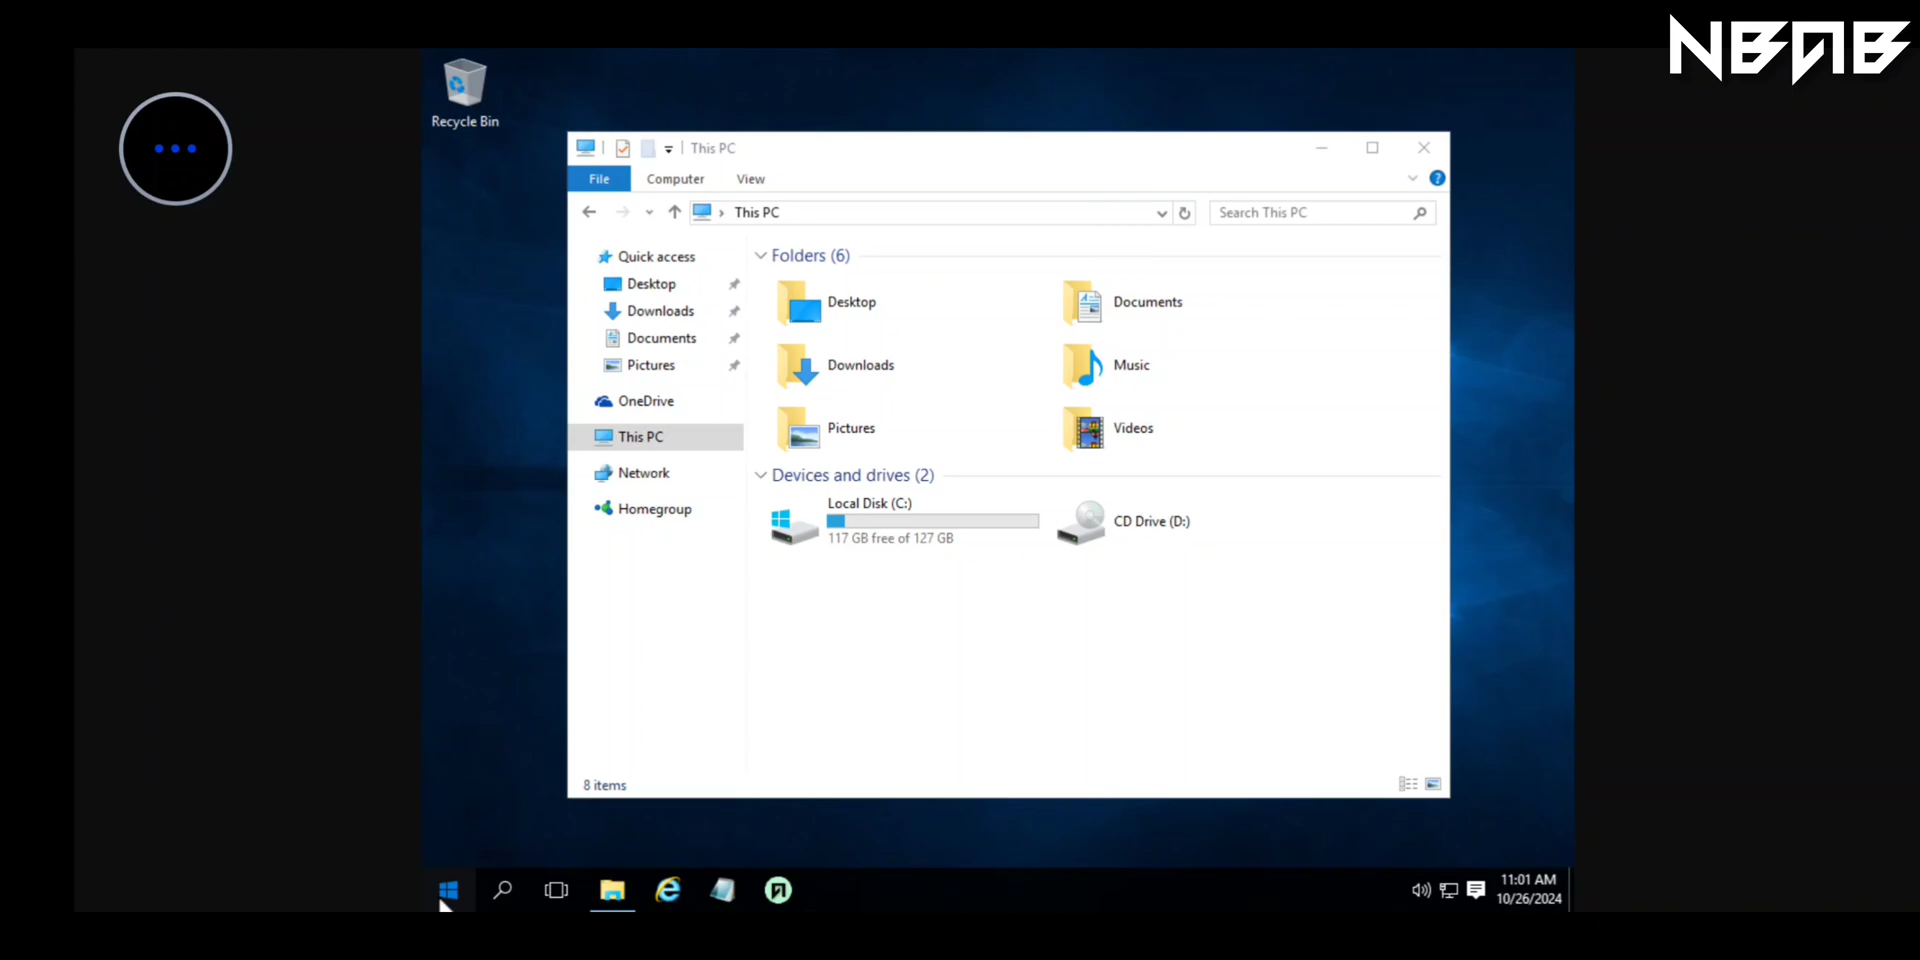 NBAB
Recycle Bin
This PC
File
Computer
View
This PC
Search This PC
Quick access
Desktop
Downloads
Documents
Pictures
OneDrive
This PC
Network
Homegroup
Folders (6)
Desktop
Documents
Downloads
Music
Pictures
Videos
Devices and drives (2)
Local Disk (C:)
117 GB free of 127 GB
CD Drive (D:)
8 items
11:01 AM
10/26/2024